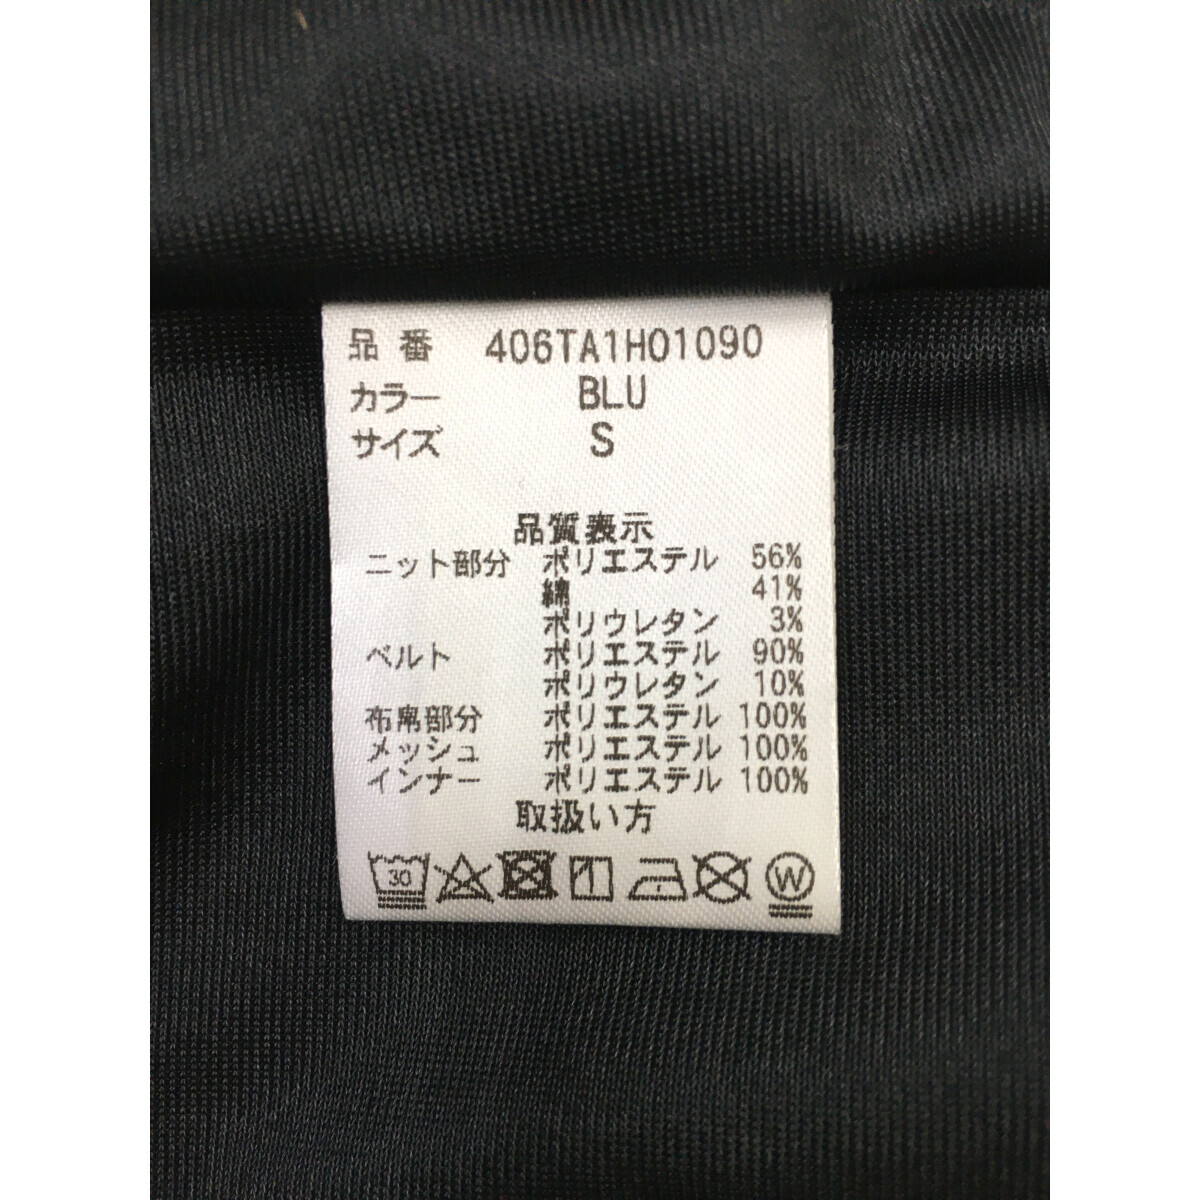 品番 406TA1H01090
カラー BLU
サイズ S
品質表示
ニット部分 ポリエステル 56%
綿 41%
ポリウレタン 3%
ベルト ポリエステル 90%
ポリウレタン 10%
布帛部分 ポリエステル 100%
メッシュ ポリエステル 100%
インナー ポリエステル 100%
取扱い方
30 W